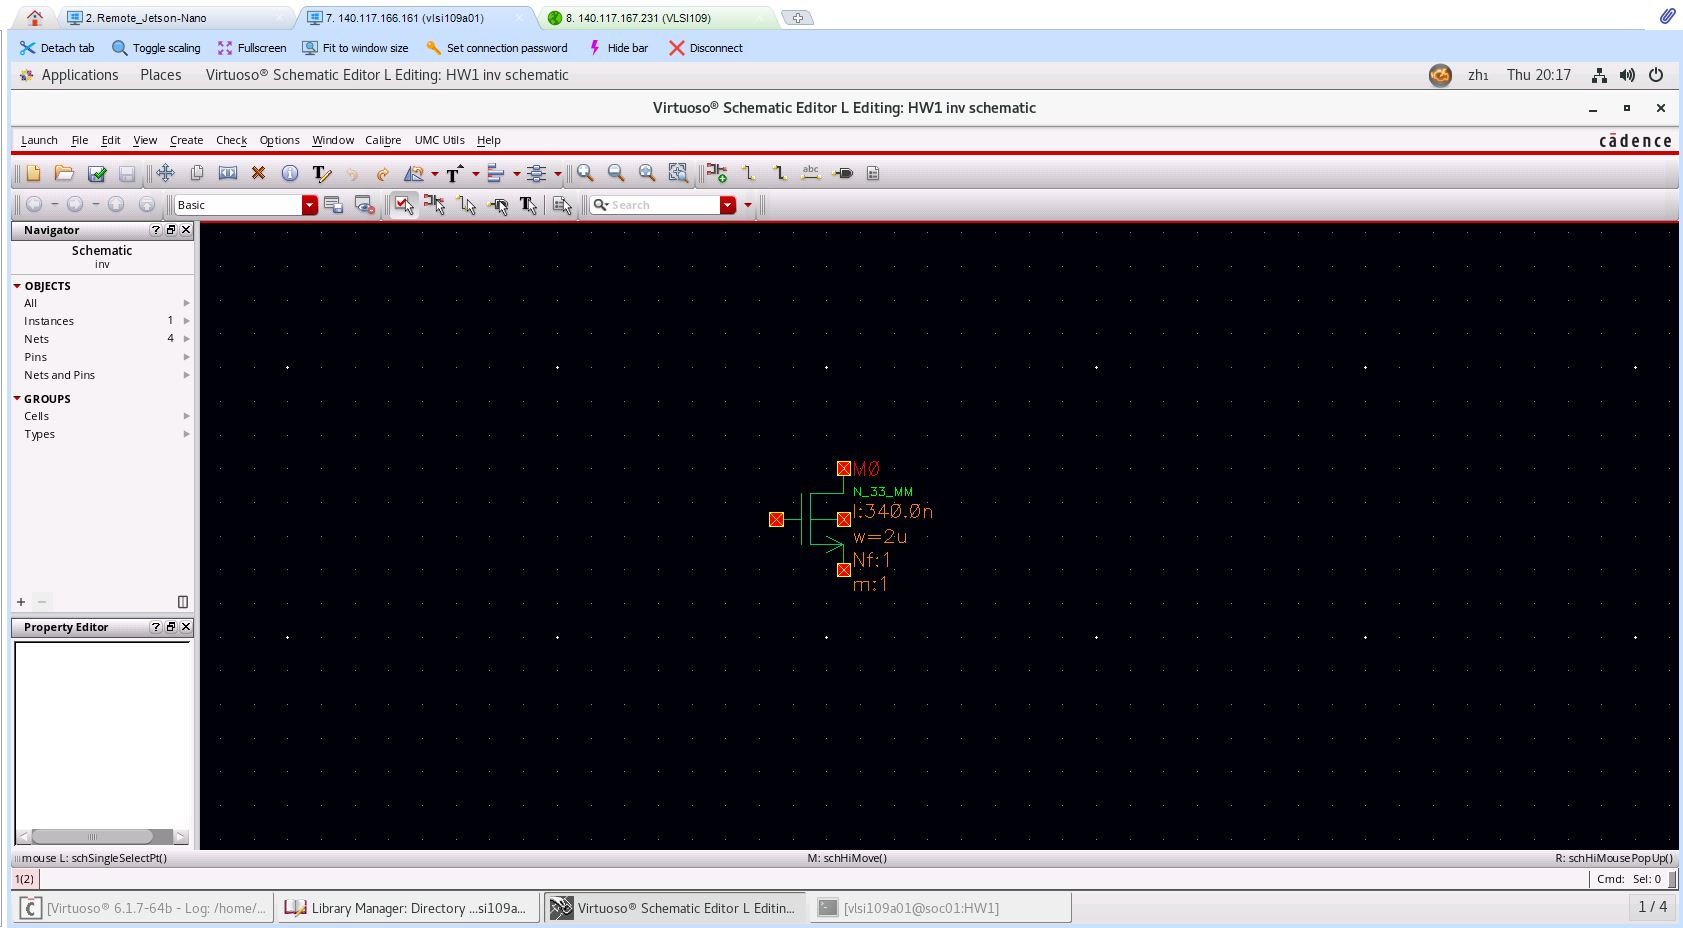 2. Remote_Jetson-Nano
7. 140.117.166.161 (vlsi109a01)
8. 140.117.167.231 (VLSI109)
Detach tab
Toggle scaling
Fullscreen
Fit to window size
Set connection password
Hide bar
Disconnect
Applications
Places
Virtuoso® Schematic Editor L Editing: HW1 inv schematic
zh₁
Thu 20:17
Virtuoso® Schematic Editor L Editing: HW1 inv schematic
Launch File Edit View Create Check Options Window Calibre UMC Utils Help
cādence
abc
Basic
Search
Navigator
Schematic
inv
OBJECTS
All
Instances 1
Nets 4
Pins
Nets and Pins
GROUPS
Cells
Types
Property Editor
M0
N_33_MM
l:340.0n
w=2u
Nf:1
m:1
mouse L: schSingleSelectPt()
M: schHiMove()
R: schHiMousePopUp()
1(2)
Cmd: Sel: 0
[Virtuoso® 6.1.7-64b - Log: /home/...
Library Manager: Directory ...si109a...
Virtuoso® Schematic Editor L Editin...
[vlsi109a01@soc01:HW1]
1 / 4